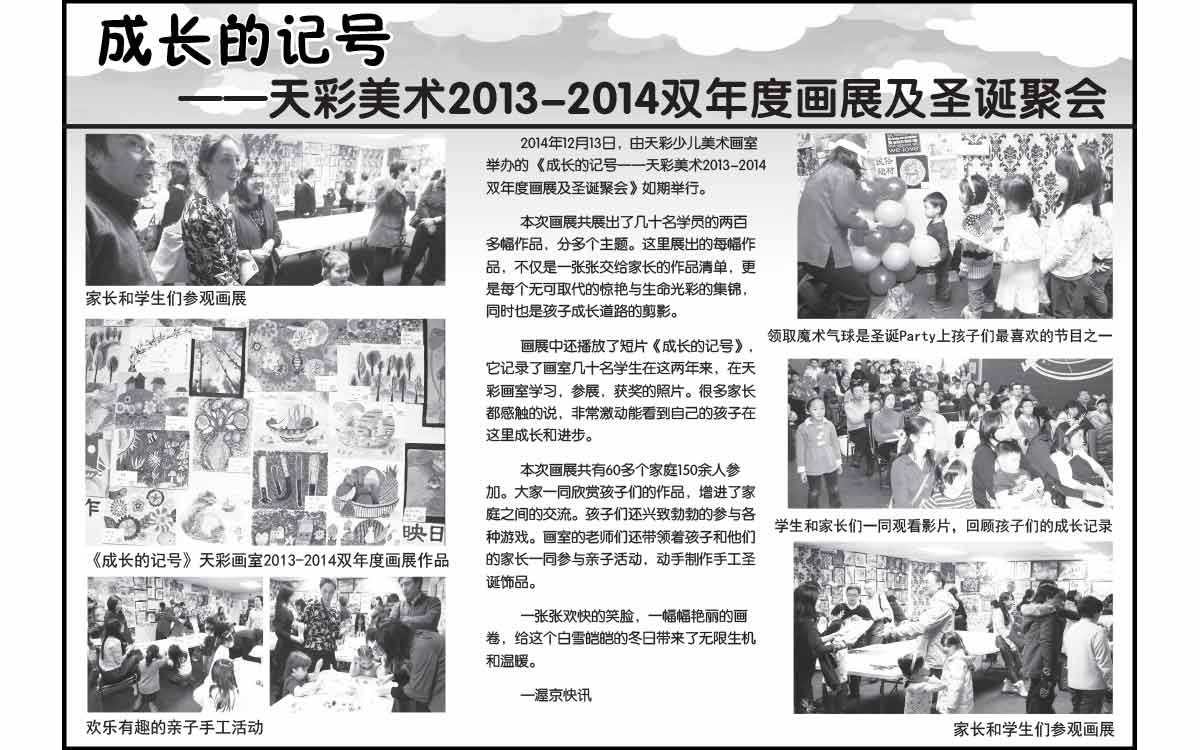 成长的记号
——天彩美术2013-2014双年度画展及圣诞聚会
家长和学生们参观画展
作
映日
《成长的记号》天彩画室2013-2014双年度画展作品
欢乐有趣的亲子手工活动
2014年12月13日，由天彩少儿美术画室
举办的《成长的记号——天彩美术2013-2014
双年度画展及圣诞聚会》如期举行。
本次画展共展出了几十名学员的两百
多幅作品，分多个主题。这里展出的每幅作
品，不仅是一张张交给家长的作品清单，更
是每个无可取代的惊艳与生命光彩的集锦，
同时也是孩子成长道路的剪影。
画展中还播放了短片《成长的记号》，
它记录了画室几十名学生在这两年来，在天
彩画室学习，参展，获奖的照片。很多家长
都感触的说，非常激动能看到自己的孩子在
这里成长和进步。
本次画展共有60多个家庭150余人参
加。大家一同欣赏孩子们的作品，增进了家
庭之间的交流。孩子们还兴致勃勃的参与各
种游戏。画室的老师们还带领着孩子和他们
的家长一同参与亲子活动，动手制作手工圣
诞饰品。
一张张欢快的笑脸，一幅幅艳丽的画
卷，给这个白雪皑皑的冬日带来了无限生机
和温暖。
—渥京快讯
we love
领取魔术气球是圣诞Party上孩子们最喜欢的节目之一
学生和家长们一同观看影片，回顾孩子们的成长记录
家长和学生们参观画展